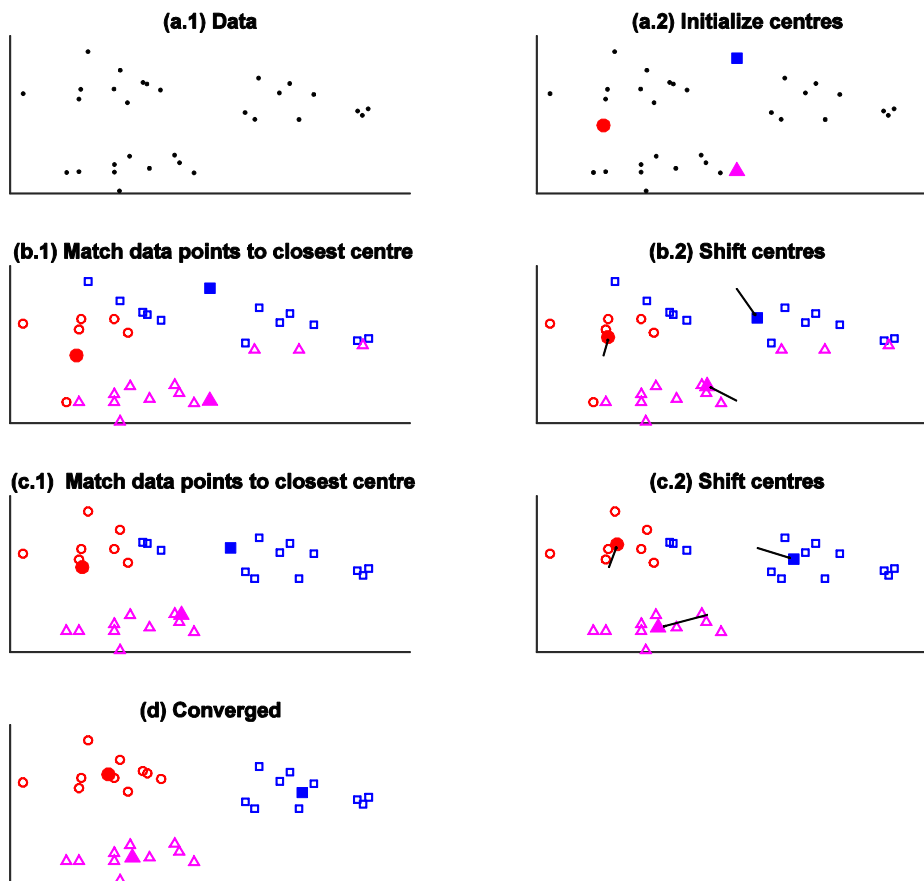 (a.1) Data
(a.2) Initialize centres
(b.1) Match data points to closest centre
(b.2) Shift centres
(c.1)  Match data points to closest centre
(c.2) Shift centres
(d) Converged